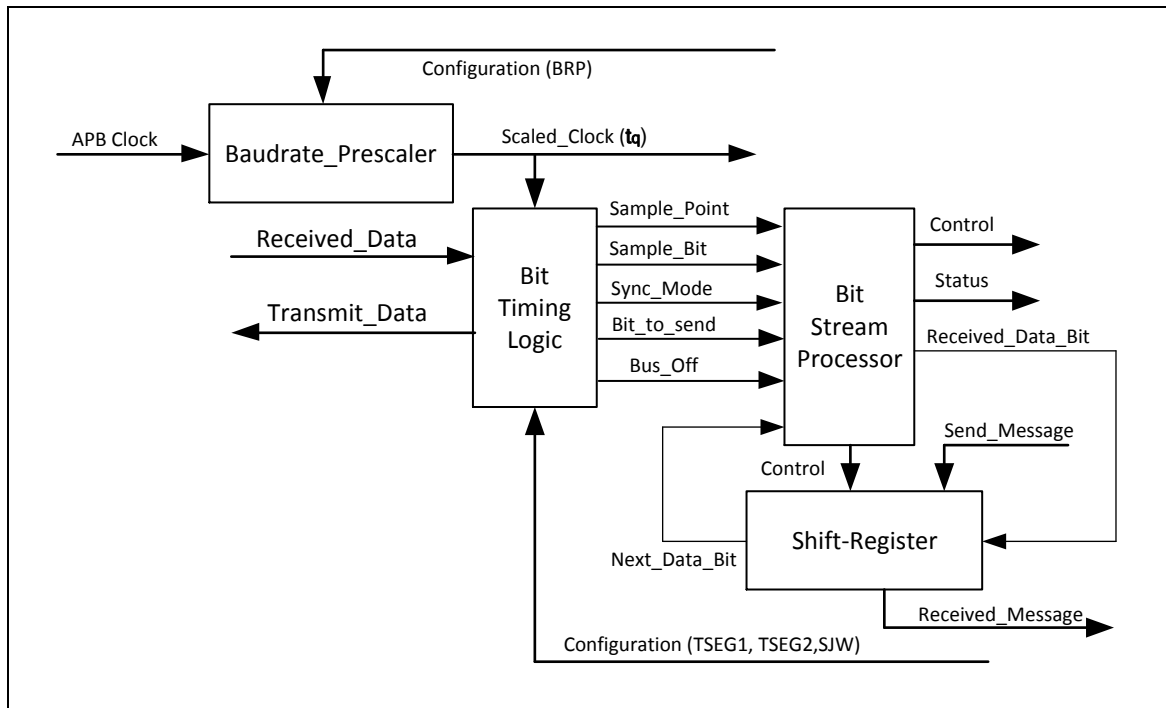 Configuration (BRP)
APB Clock
Baudrate_Prescaler
Scaled_Clock (tq)
Received_Data
Transmit_Data
Bit
Timing
Logic
Sample_Point
Sample_Bit
Sync_Mode
Bit_to_send
Bus_Off
Bit
Stream
Processor
Control
Status
Received_Data_Bit
Send_Message
Control
Shift-Register
Next_Data_Bit
Received_Message
Configuration (TSEG1, TSEG2,SJW)